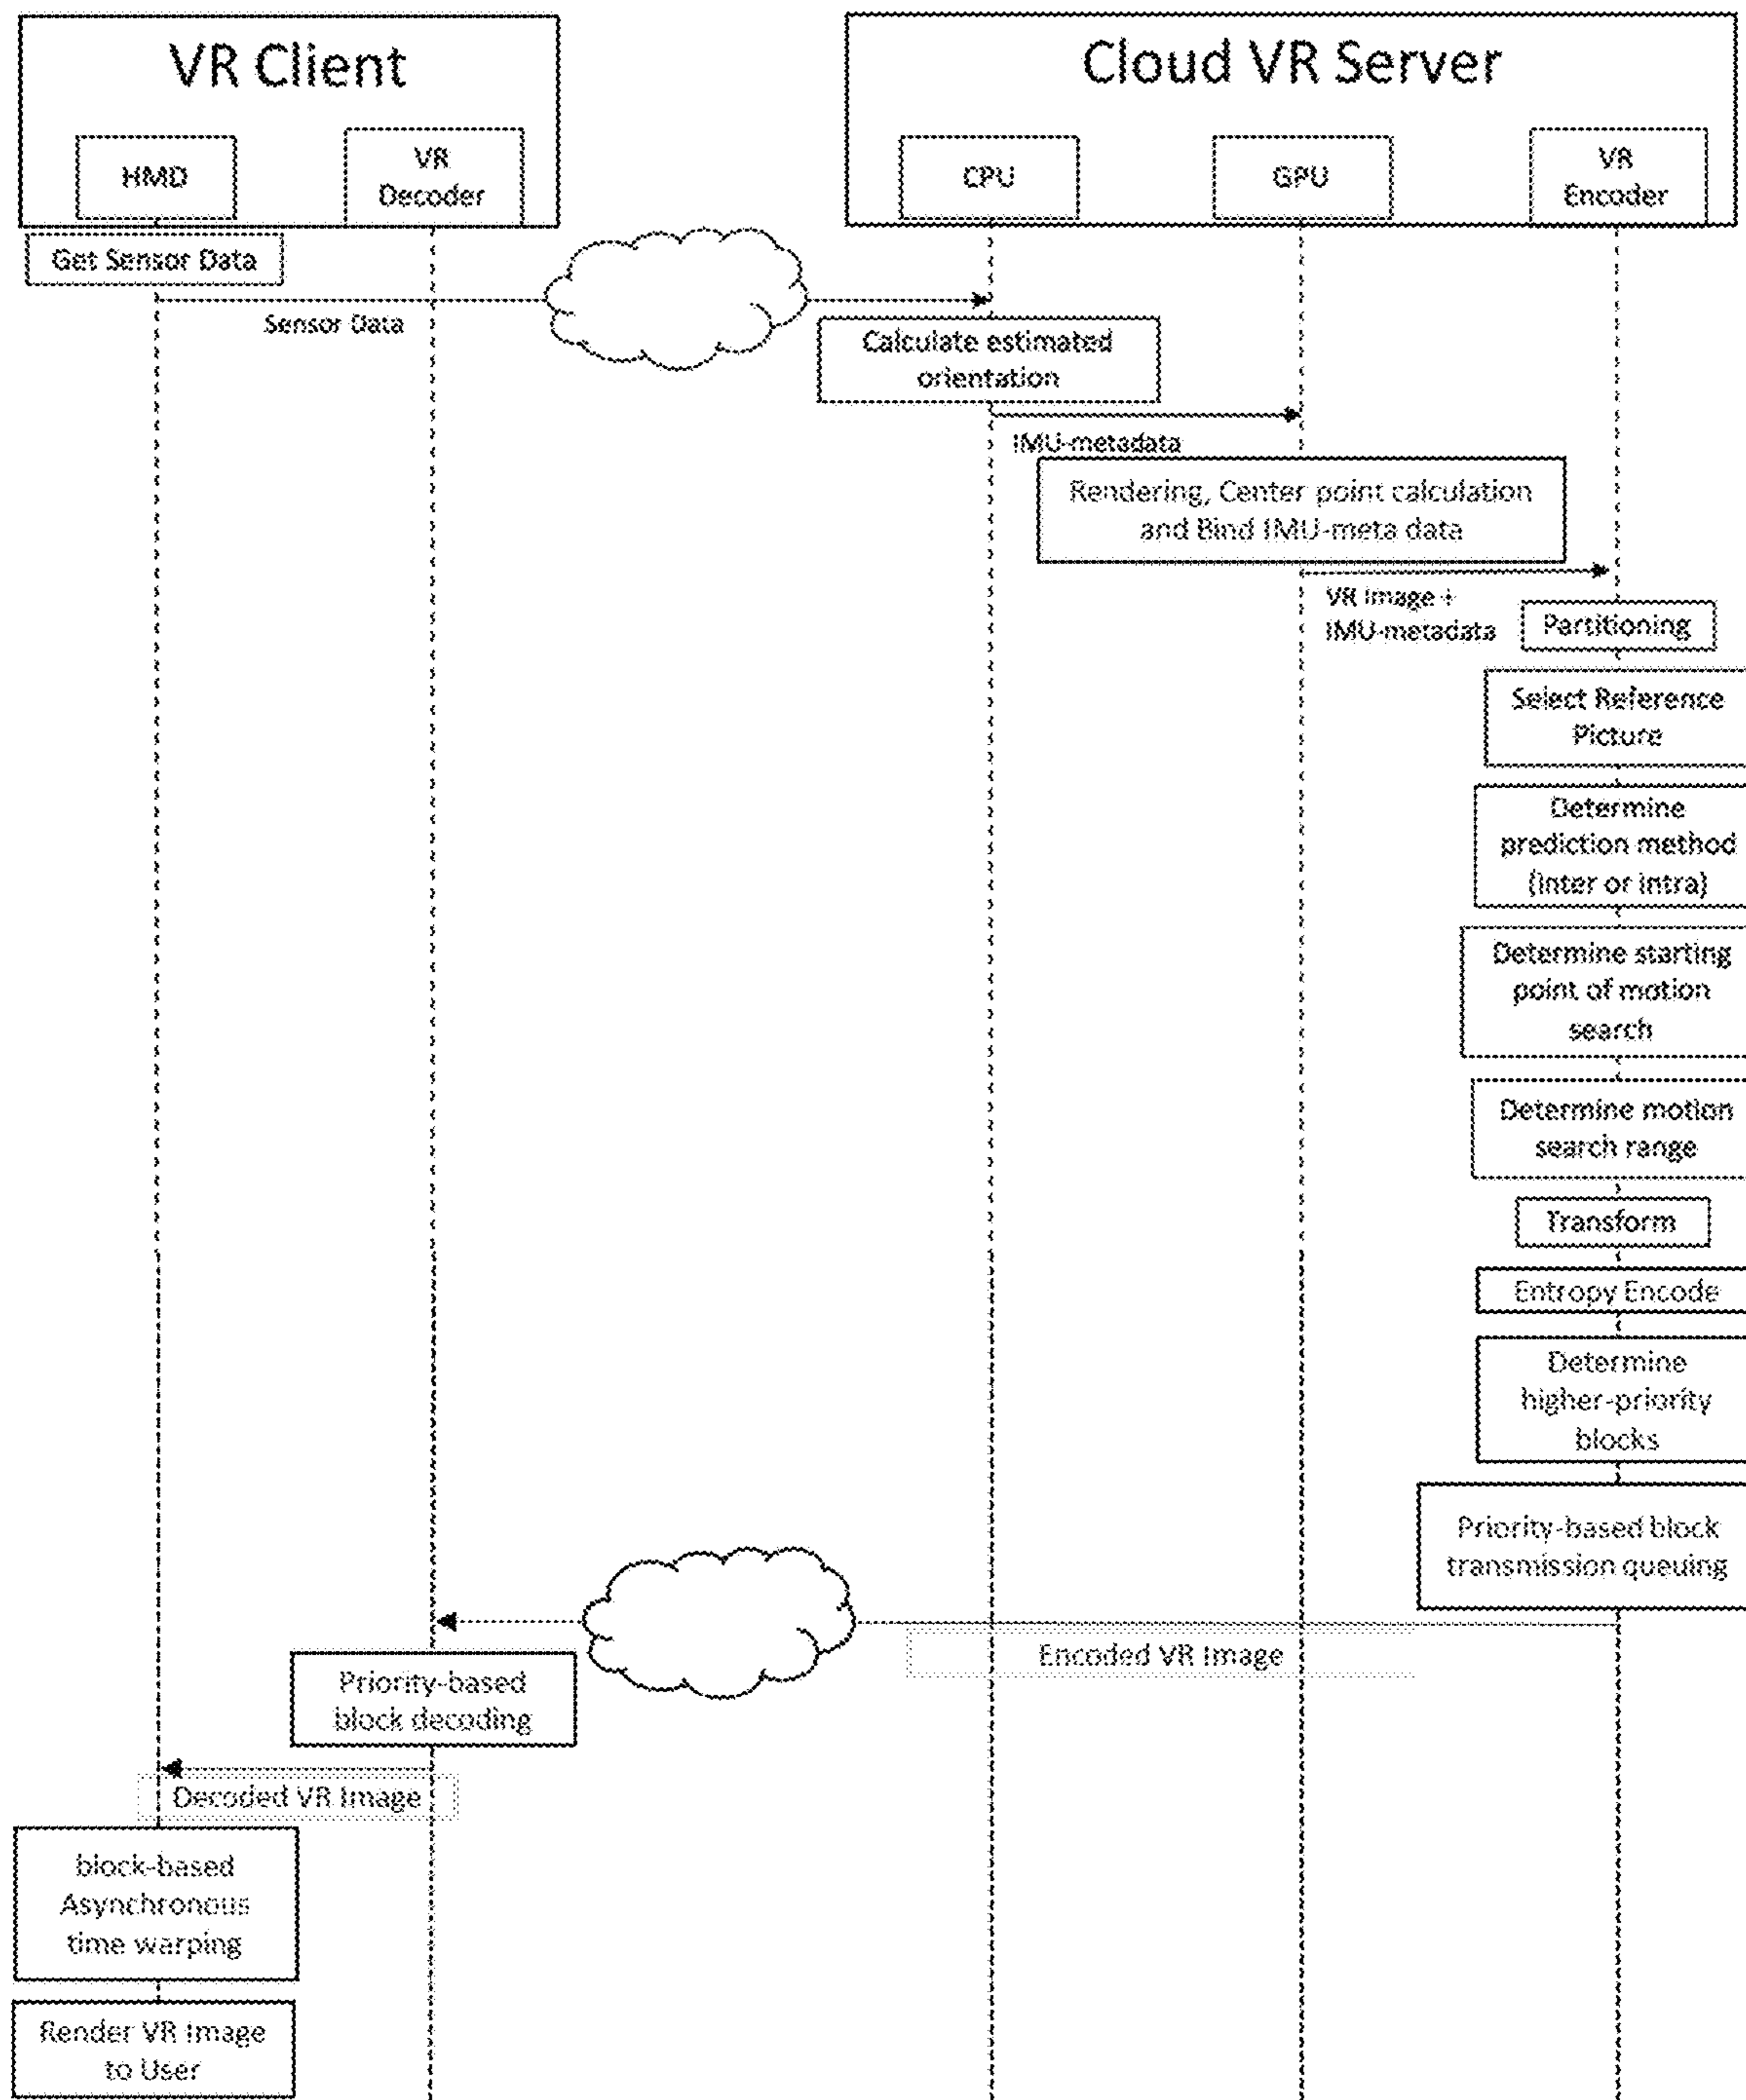 VR Client
HMD
VR
Decoder
Cloud VR Server
CPU
GPU
VR
Encoder
Get Sensor Data
Sensor Data
Calculate estimated
orientation
IMU-metadata
Rendering, Center point calculation
and Bind IMU-meta data
VR Image +
IMU-metadata
Partitioning
Select Reference
Picture
Determine
prediction method
(inter or intra)
Determine starting
point of motion
search
Determine motion
search range
Transform
Entropy Encode
Determine
higher-priority
blocks
Priority-based block
transmission queuing
Encoded VR Image
Priority-based
block decoding
Decoded VR Image
block-based
Asynchronous
time warping
Render VR Image
to User